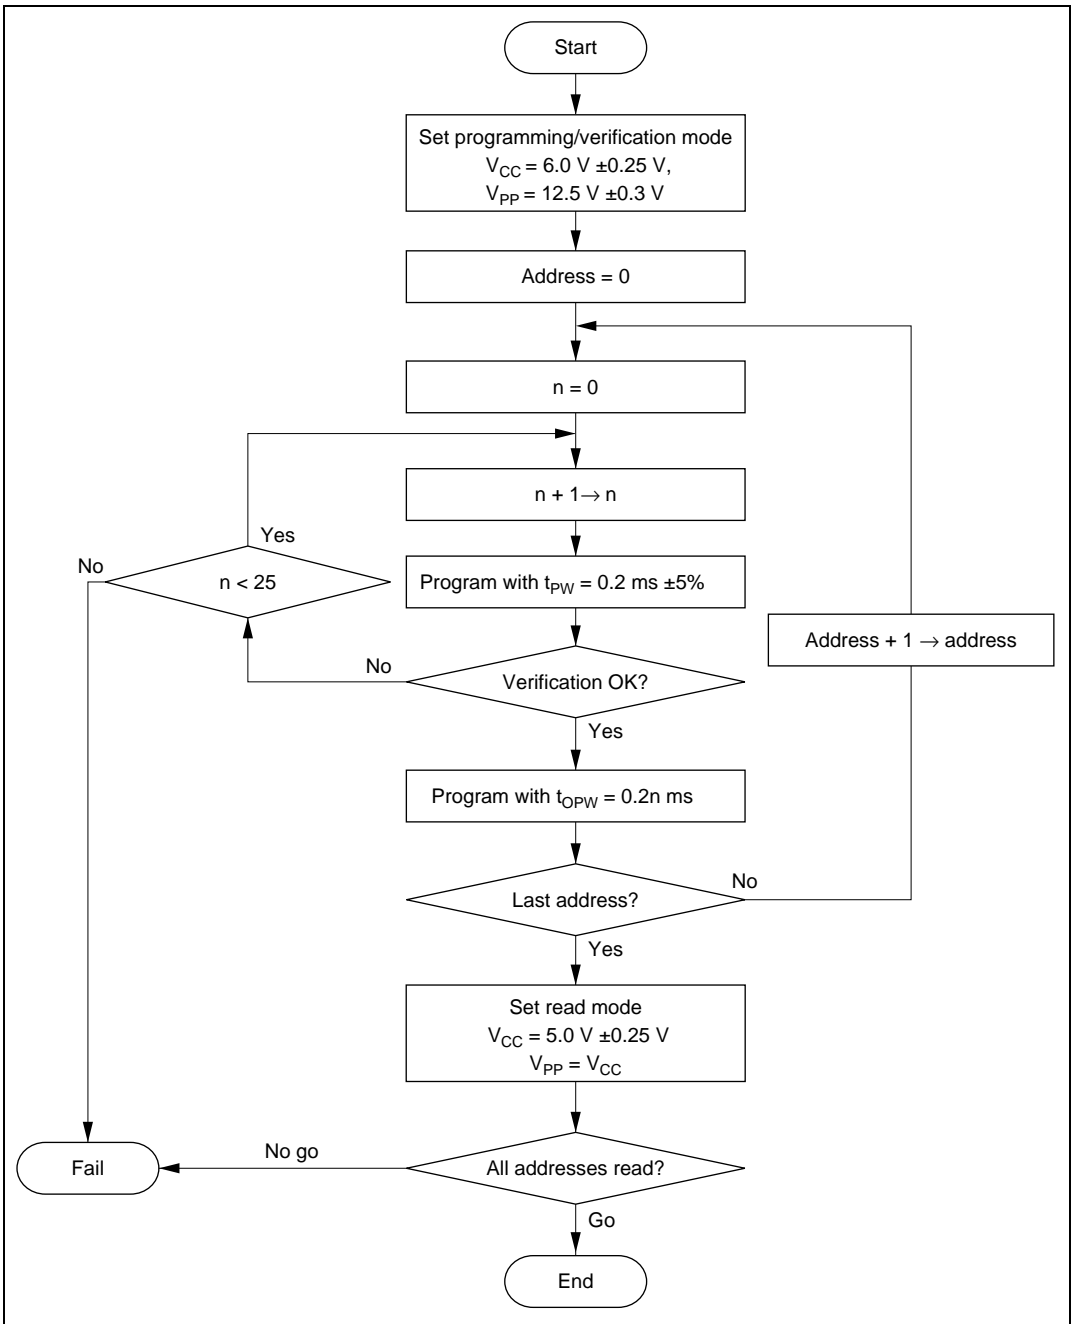 Start
Set programming/verification mode
VCC = 6.0 V ±0.25 V,
VPP = 12.5 V ±0.3 V
Address = 0
n = 0
n + 1→ n
Yes
No
n < 25
Program with tPW = 0.2 ms ±5%
Address + 1 → address
No
Verification OK?
Yes
Program with tOPW = 0.2n ms
No
Last address?
Yes
Set read mode
VCC = 5.0 V ±0.25 V
VPP = VCC
No go
Fail
All addresses read?
Go
End